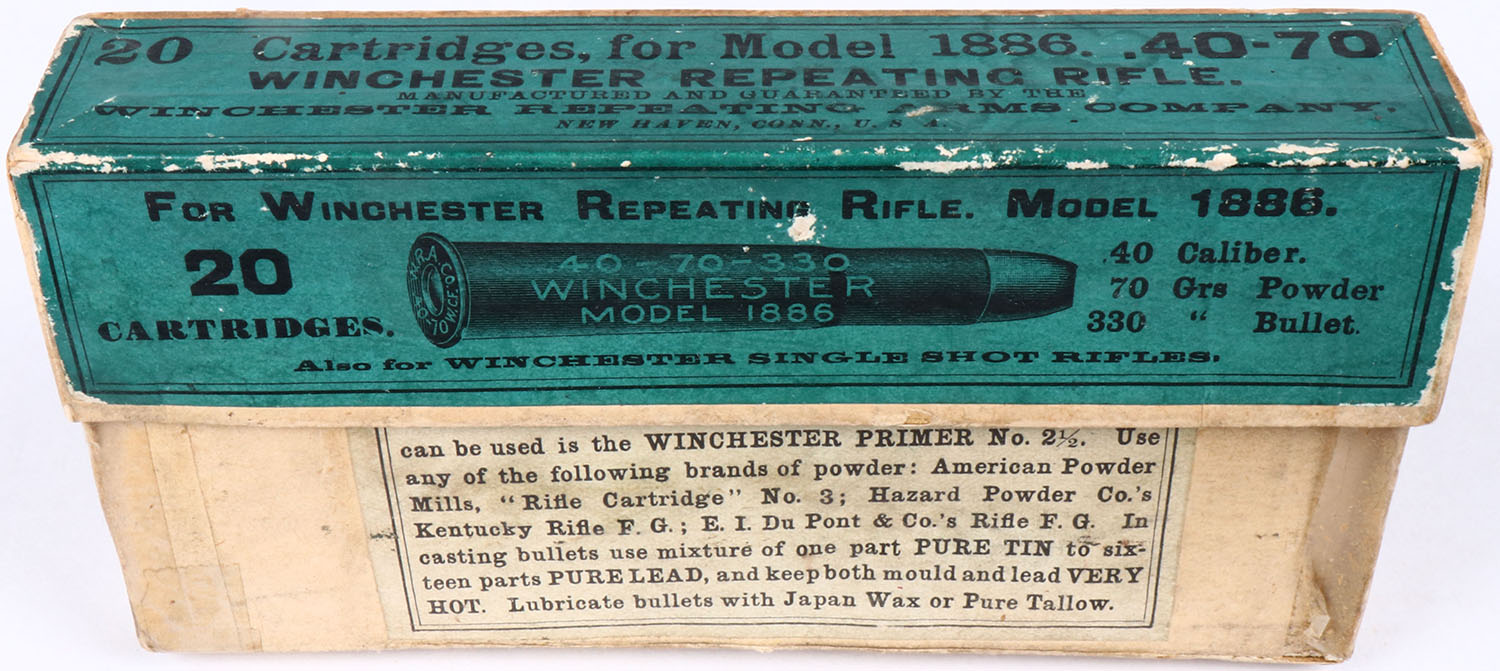 20 Cartridges, for Model 1886. .40-70
WINCHESTER REPEATING RIFLE.
MANUFACTURED AND GUARANTEED BY THE
WINCHESTER REPEATING ARMS COMPANY,
NEW HAVEN, CONN., U. S. A.
FOR WINCHESTER REPEATING RIFLE. MODEL 1886.
20
CARTRIDGES.
W.R.A. CO.
40-70 W.C.F.
40-70-330
WINCHESTER
MODEL 1886
.40 Caliber.
70 Grs Powder
330 " Bullet.
Also for WINCHESTER SINGLE SHOT RIFLES.
can be used is the WINCHESTER PRIMER No. 2½. Use
any of the following brands of powder: American Powder
Mills, "Rifle Cartridge" No. 3; Hazard Powder Co.'s
Kentucky Rifle F. G.; E. I. Du Pont & Co.'s Rifle F. G. In
casting bullets use mixture of one part PURE TIN to six-
teen parts PURE LEAD, and keep both mould and lead VERY
HOT. Lubricate bullets with Japan Wax or Pure Tallow.